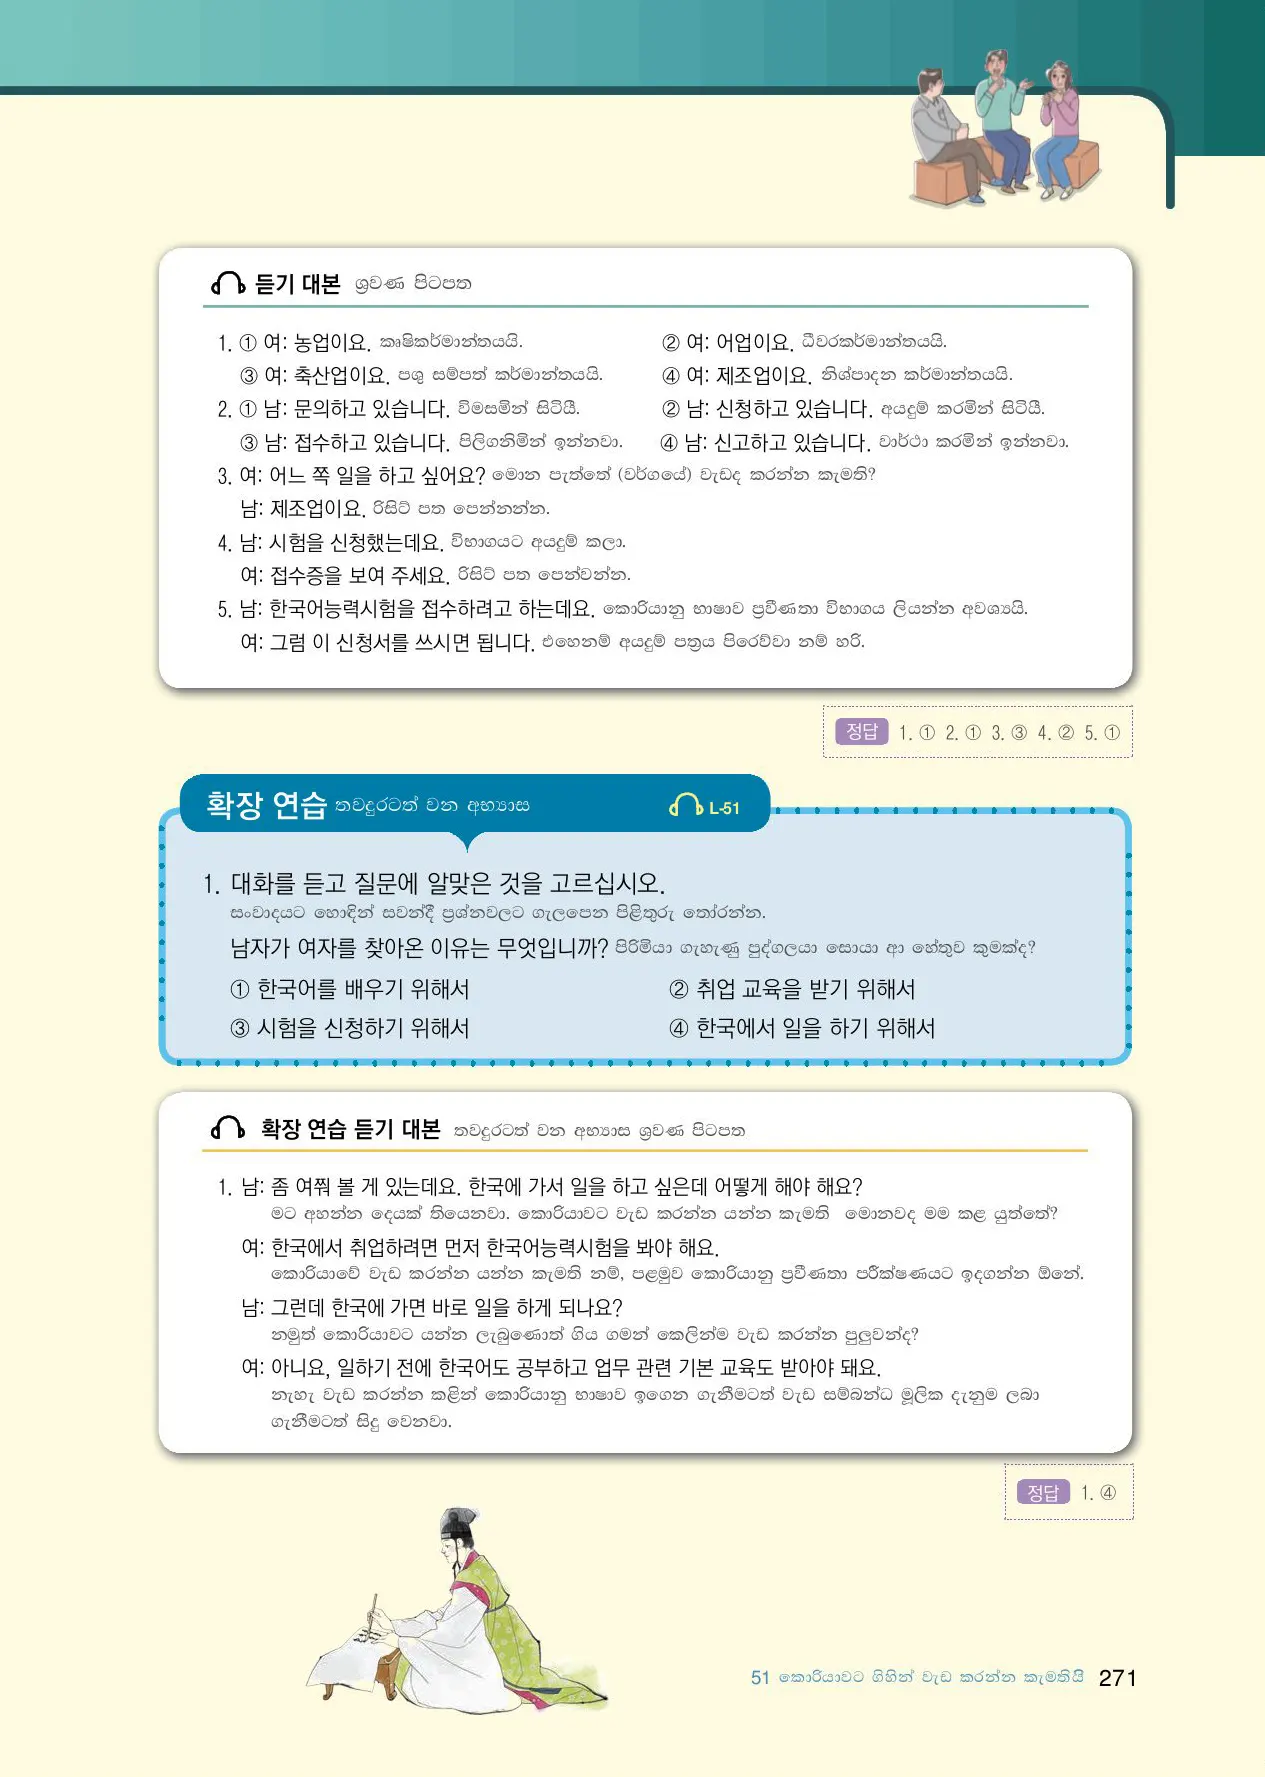 듣기 대본 ශ්‍රවණ පිටපත
1. ① 여: 농업이요. කෘෂිකර්මාන්තයයි. ② 여: 어업이요. ධීවරකර්මාන්තයයි.
③ 여: 축산업이요. පශු සම්පත් කර්මාන්තයයි. ④ 여: 제조업이요. නිශ්පාදන කර්මාන්තයයි.
2. ① 남: 문의하고 있습니다. විමසමින් සිටියී. ② 남: 신청하고 있습니다. අයදුම් කරමින් සිටියී.
③ 남: 접수하고 있습니다. පිලිගනිමින් ඉන්නවා. ④ 남: 신고하고 있습니다. වාර්ථා කරමින් ඉන්නවා.
3. 여: 어느 쪽 일을 하고 싶어요? මොන පැත්තේ (වර්ගයේ) වැඩද කරන්න කැමති?
남: 제조업이요. රිසිට් පත පෙන්නන්න.
4. 남: 시험을 신청했는데요. විභාගයට අයදුම් කලා.
여: 접수증을 보여 주세요. රිසිට් පත පෙන්වන්න.
5. 남: 한국어능력시험을 접수하려고 하는데요. කොරියානු භාෂාව ප්‍රවීණතා විභාගය ලියන්න අවශ්‍යයි.
여: 그럼 이 신청서를 쓰시면 됩니다. එහෙනම් අයදුම් පත්‍රය පිරෙව්වා නම් හරි.
정답 1. ① 2. ① 3. ③ 4. ② 5. ①
확장 연습 තවදුරටත් වන අභ්‍යාස L-51
1. 대화를 듣고 질문에 알맞은 것을 고르십시오.
සංවාදයට හොඳින් සවන්දී ප්‍රශ්නවලට ගැලපෙන පිළිතුරු තෝරන්න.
남자가 여자를 찾아온 이유는 무엇입니까? පිරිමියා ගැහැණු පුද්ගලයා සොයා ආ හේතුව කුමක්ද?
① 한국어를 배우기 위해서 ② 취업 교육을 받기 위해서
③ 시험을 신청하기 위해서 ④ 한국에서 일을 하기 위해서
확장 연습 듣기 대본 තවදුරටත් වන අභ්‍යාස ශ්‍රවණ පිටපත
1. 남: 좀 여쭤 볼 게 있는데요. 한국에 가서 일을 하고 싶은데 어떻게 해야 해요?
මට අහන්න දෙයක් තියෙනවා. කොරියාවට වැඩ කරන්න යන්න කැමති මොනවද මම කළ යුත්තේ?
여: 한국에서 취업하려면 먼저 한국어능력시험을 봐야 해요.
කොරියාවේ වැඩ කරන්න යන්න කැමති නම්, පළමුව කොරියානු ප්‍රවීණතා පරීක්ෂණයට ඉදගන්න ඕනේ.
남: 그런데 한국에 가면 바로 일을 하게 되나요?
නමුත් කොරියාවට යන්න ලැබුණොත් ගිය ගමන් කෙලින්ම වැඩ කරන්න පුලුවන්ද?
여: 아니요, 일하기 전에 한국어도 공부하고 업무 관련 기본 교육도 받아야 돼요.
නැහැ වැඩ කරන්න කළින් කොරියානු භාෂාව ඉගෙන ගැනීමටත් වැඩ සම්බන්ධ මූලික දැනුම ලබා
ගැනීමටත් සිදු වෙනවා.
정답 1. ④
51 කොරියාවට ගිහින් වැඩ කරන්න කැමතියි 271